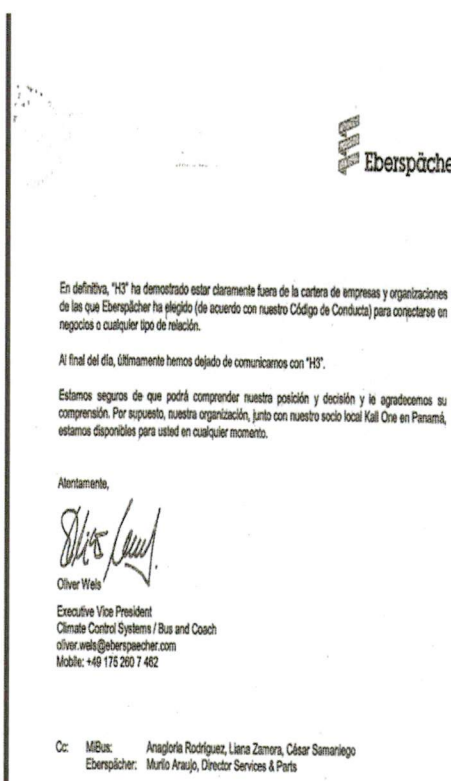 Eberspäche
En definitiva, "H3" ha demostrado estar claramente fuera de la cartera de empresas y organizaciones
de las que Eberspächer ha elegido (de acuerdo con nuestro Código de Conducta) para conectarse en
negocios o cualquier tipo de relación.
Al final del día, últimamente hemos dejado de comunicarnos con "H3".
Estamos seguros de que podrá comprender nuestra posición y decisión y le agradecemos su
comprensión. Por supuesto, nuestra organización, junto con nuestro socio local Kall One en Panamá,
estamos disponibles para usted en cualquier momento.
Atentamente,
Oliver Wels
Executive Vice President
Climate Control Systems / Bus and Coach
oliver.wels@eberspaecher.com
Mobile: +49 175 260 7 462
Cc: MiBus: Anagloria Rodríguez, Liana Zamora, César Samaniego
Eberspächer: Murilo Araujo, Director Services & Parts